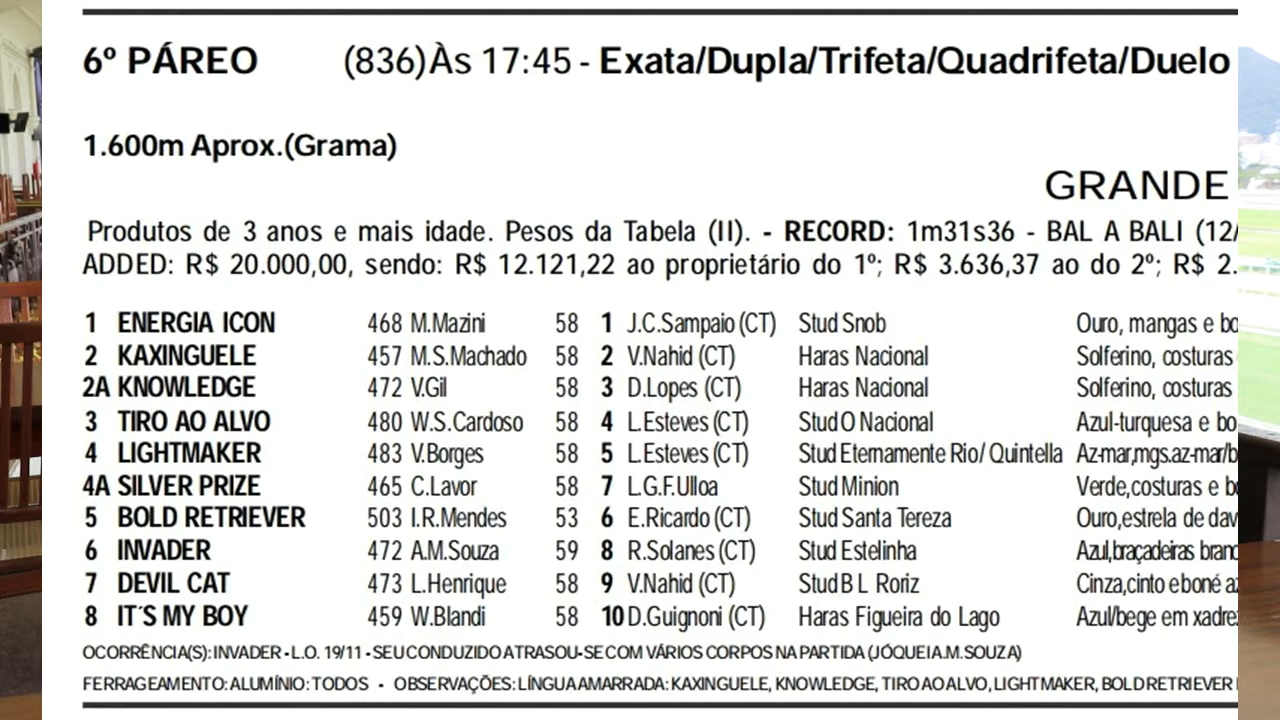 6º PÁREO (836)Às 17:45 - Exata/Dupla/Trifeta/Quadrifeta/Duelo
1.600m Aprox.(Grama)
GRANDE
Produtos de 3 anos e mais idade. Pesos da Tabela (II). - RECORD: 1m31s36 - BAL A BALI (12/
ADDED: R$ 20.000,00, sendo: R$ 12.121,22 ao proprietário do 1º; R$ 3.636,37 ao do 2º; R$ 2.
1 ENERGIA ICON 468 M.Mazini 58 1 J.C.Sampaio (CT) Stud Snob Ouro, mangas e bo
2 KAXINGUELE 457 M.S.Machado 58 2 V.Nahid (CT) Haras Nacional Solferino, costuras
2A KNOWLEDGE 472 V.Gil 58 3 D.Lopes (CT) Haras Nacional Solferino, costuras
3 TIRO AO ALVO 480 W.S.Cardoso 58 4 L.Esteves (CT) Stud O Nacional Azul-turquesa e bo
4 LIGHTMAKER 483 V.Borges 58 5 L.Esteves (CT) Stud Eternamente Rio/ Quintella Az-mar,mgs.az-mar/b
4A SILVER PRIZE 465 C.Lavor 58 7 L.G.F.Ulloa Stud Minion Verde,costuras e bo
5 BOLD RETRIEVER 503 I.R.Mendes 53 6 E.Ricardo (CT) Stud Santa Tereza Ouro,estrela de dav
6 INVADER 472 A.M.Souza 59 8 R.Solanes (CT) Stud Estelinha Azul,braçadeiras branc
7 DEVIL CAT 473 L.Henrique 58 9 V.Nahid (CT) Stud B L Roriz Cinza,cinto e boné az
8 IT´S MY BOY 459 W.Blandi 58 10 D.Guignoni (CT) Haras Figueira do Lago Azul/bege em xadrez
OCORRÊNCIA(S): INVADER - L.O. 19/11 - SEU CONDUZIDO ATRASOU-SE COM VÁRIOS CORPOS NA PARTIDA (JÓQUEI A.M.SOUZA)
FERRAGEAMENTO: ALUMÍNIO: TODOS - OBSERVAÇÕES: LÍNGUA AMARRADA: KAXINGUELE, KNOWLEDGE, TIRO AO ALVO, LIGHTMAKER, BOLD RETRIEVER